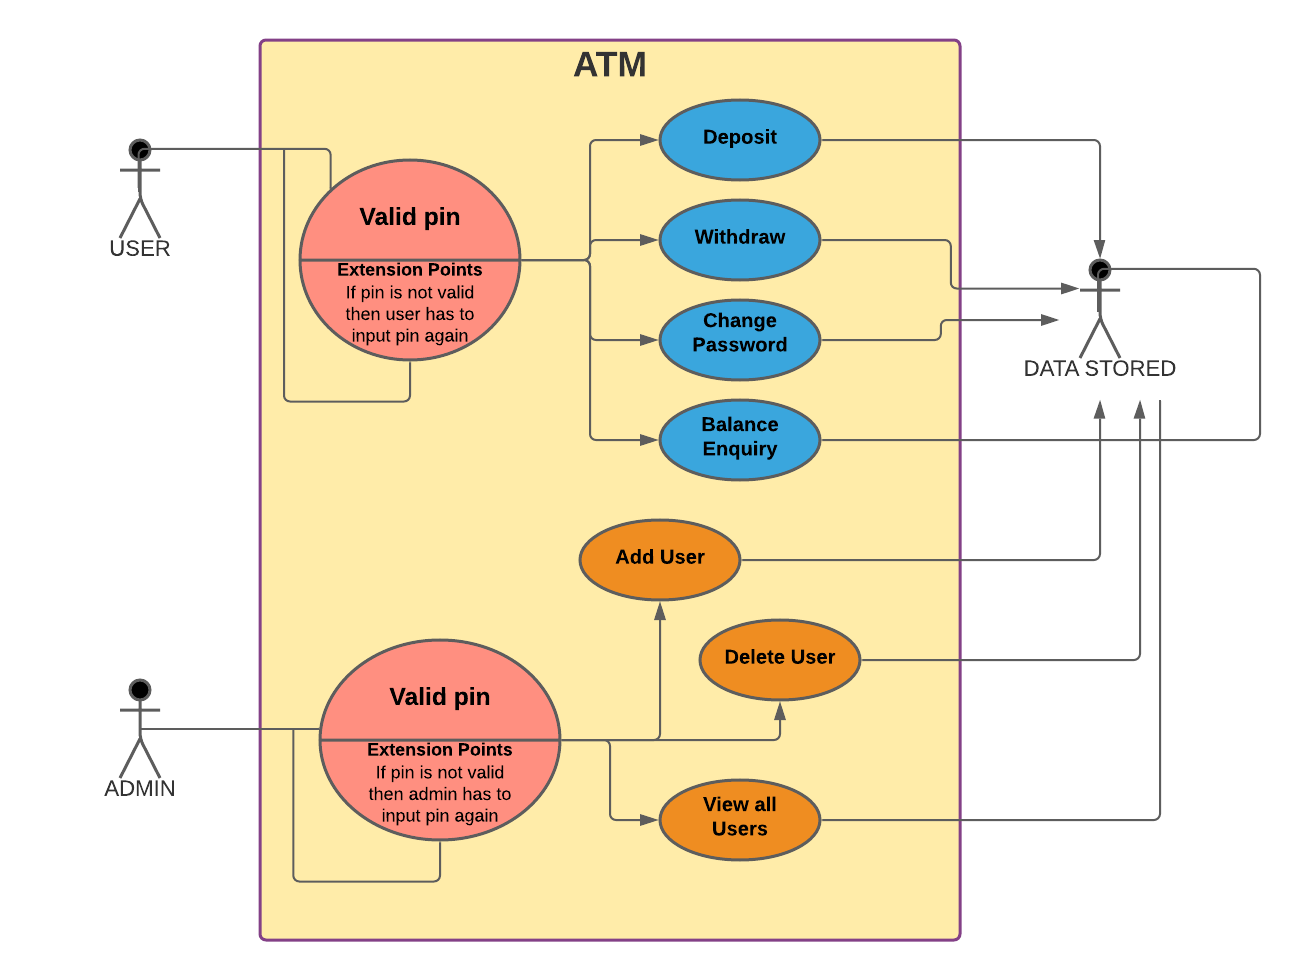 ATM
Deposit
USER
Valid pin
Extension Points
If pin is not valid
then user has to
input pin again
Withdraw
Change
Password
DATA STORED
Balance
Enquiry
Add User
Delete User
ADMIN
Valid pin
Extension Points
If pin is not valid
then admin has to
input pin again
View all
Users